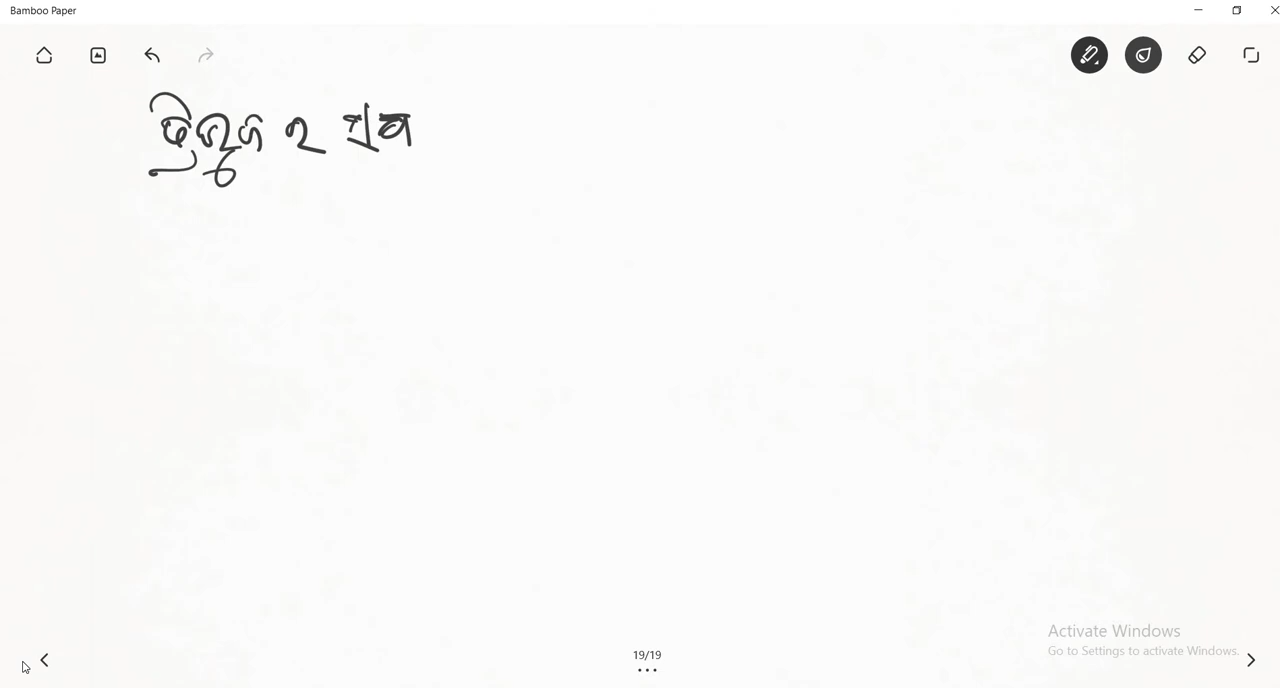 Bamboo Paper
ତ୍ରିଭୁଜ ର
19/19
Activate Windows
Go to Settings to activate Windows.